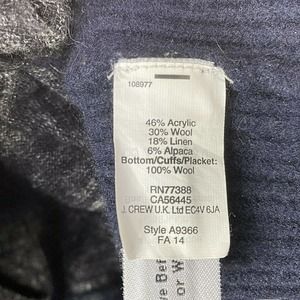 108977
46% Acrylic
30% Wool
18% Linen
6% Alpaca
Bottom/Cuffs/Placket:
100% Wool
RN77388
CA56445
J. CREW U.K. Ltd EC4V 6JA
Style A9366
FA 14